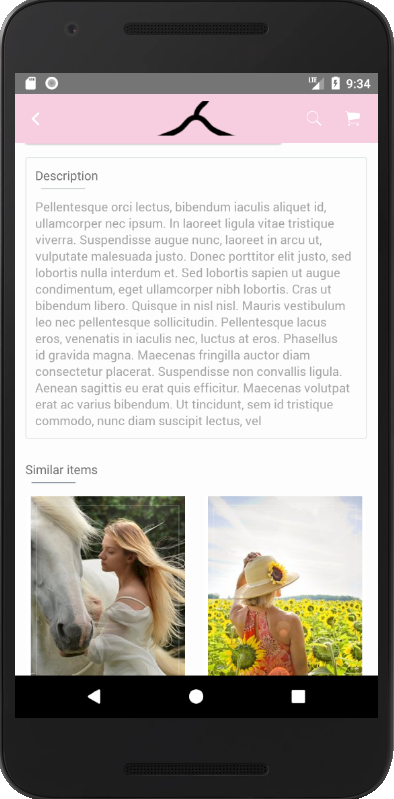 LTE 9:34
Description
Pellentesque orci lectus, bibendum iaculis aliquet id,
ullamcorper nec ipsum. In laoreet ligula vitae tristique
viverra. Suspendisse augue nunc, laoreet in arcu ut,
vulputate malesuada justo. Donec porttitor elit justo, sed
lobortis nulla interdum et. Sed lobortis sapien ut augue
condimentum, eget ullamcorper nibh lobortis. Cras ut
bibendum libero. Quisque in nisl nisl. Mauris vestibulum
leo nec pellentesque sollicitudin. Pellentesque lacus
eros, venenatis in iaculis nec, luctus at eros. Phasellus
id gravida magna. Maecenas fringilla auctor diam
consectetur placerat. Suspendisse non convallis ligula.
Aenean sagittis eu erat quis efficitur. Maecenas volutpat
erat ac varius bibendum. Ut tincidunt, sem id tristique
commodo, nunc diam suscipit lectus, vel
Similar items